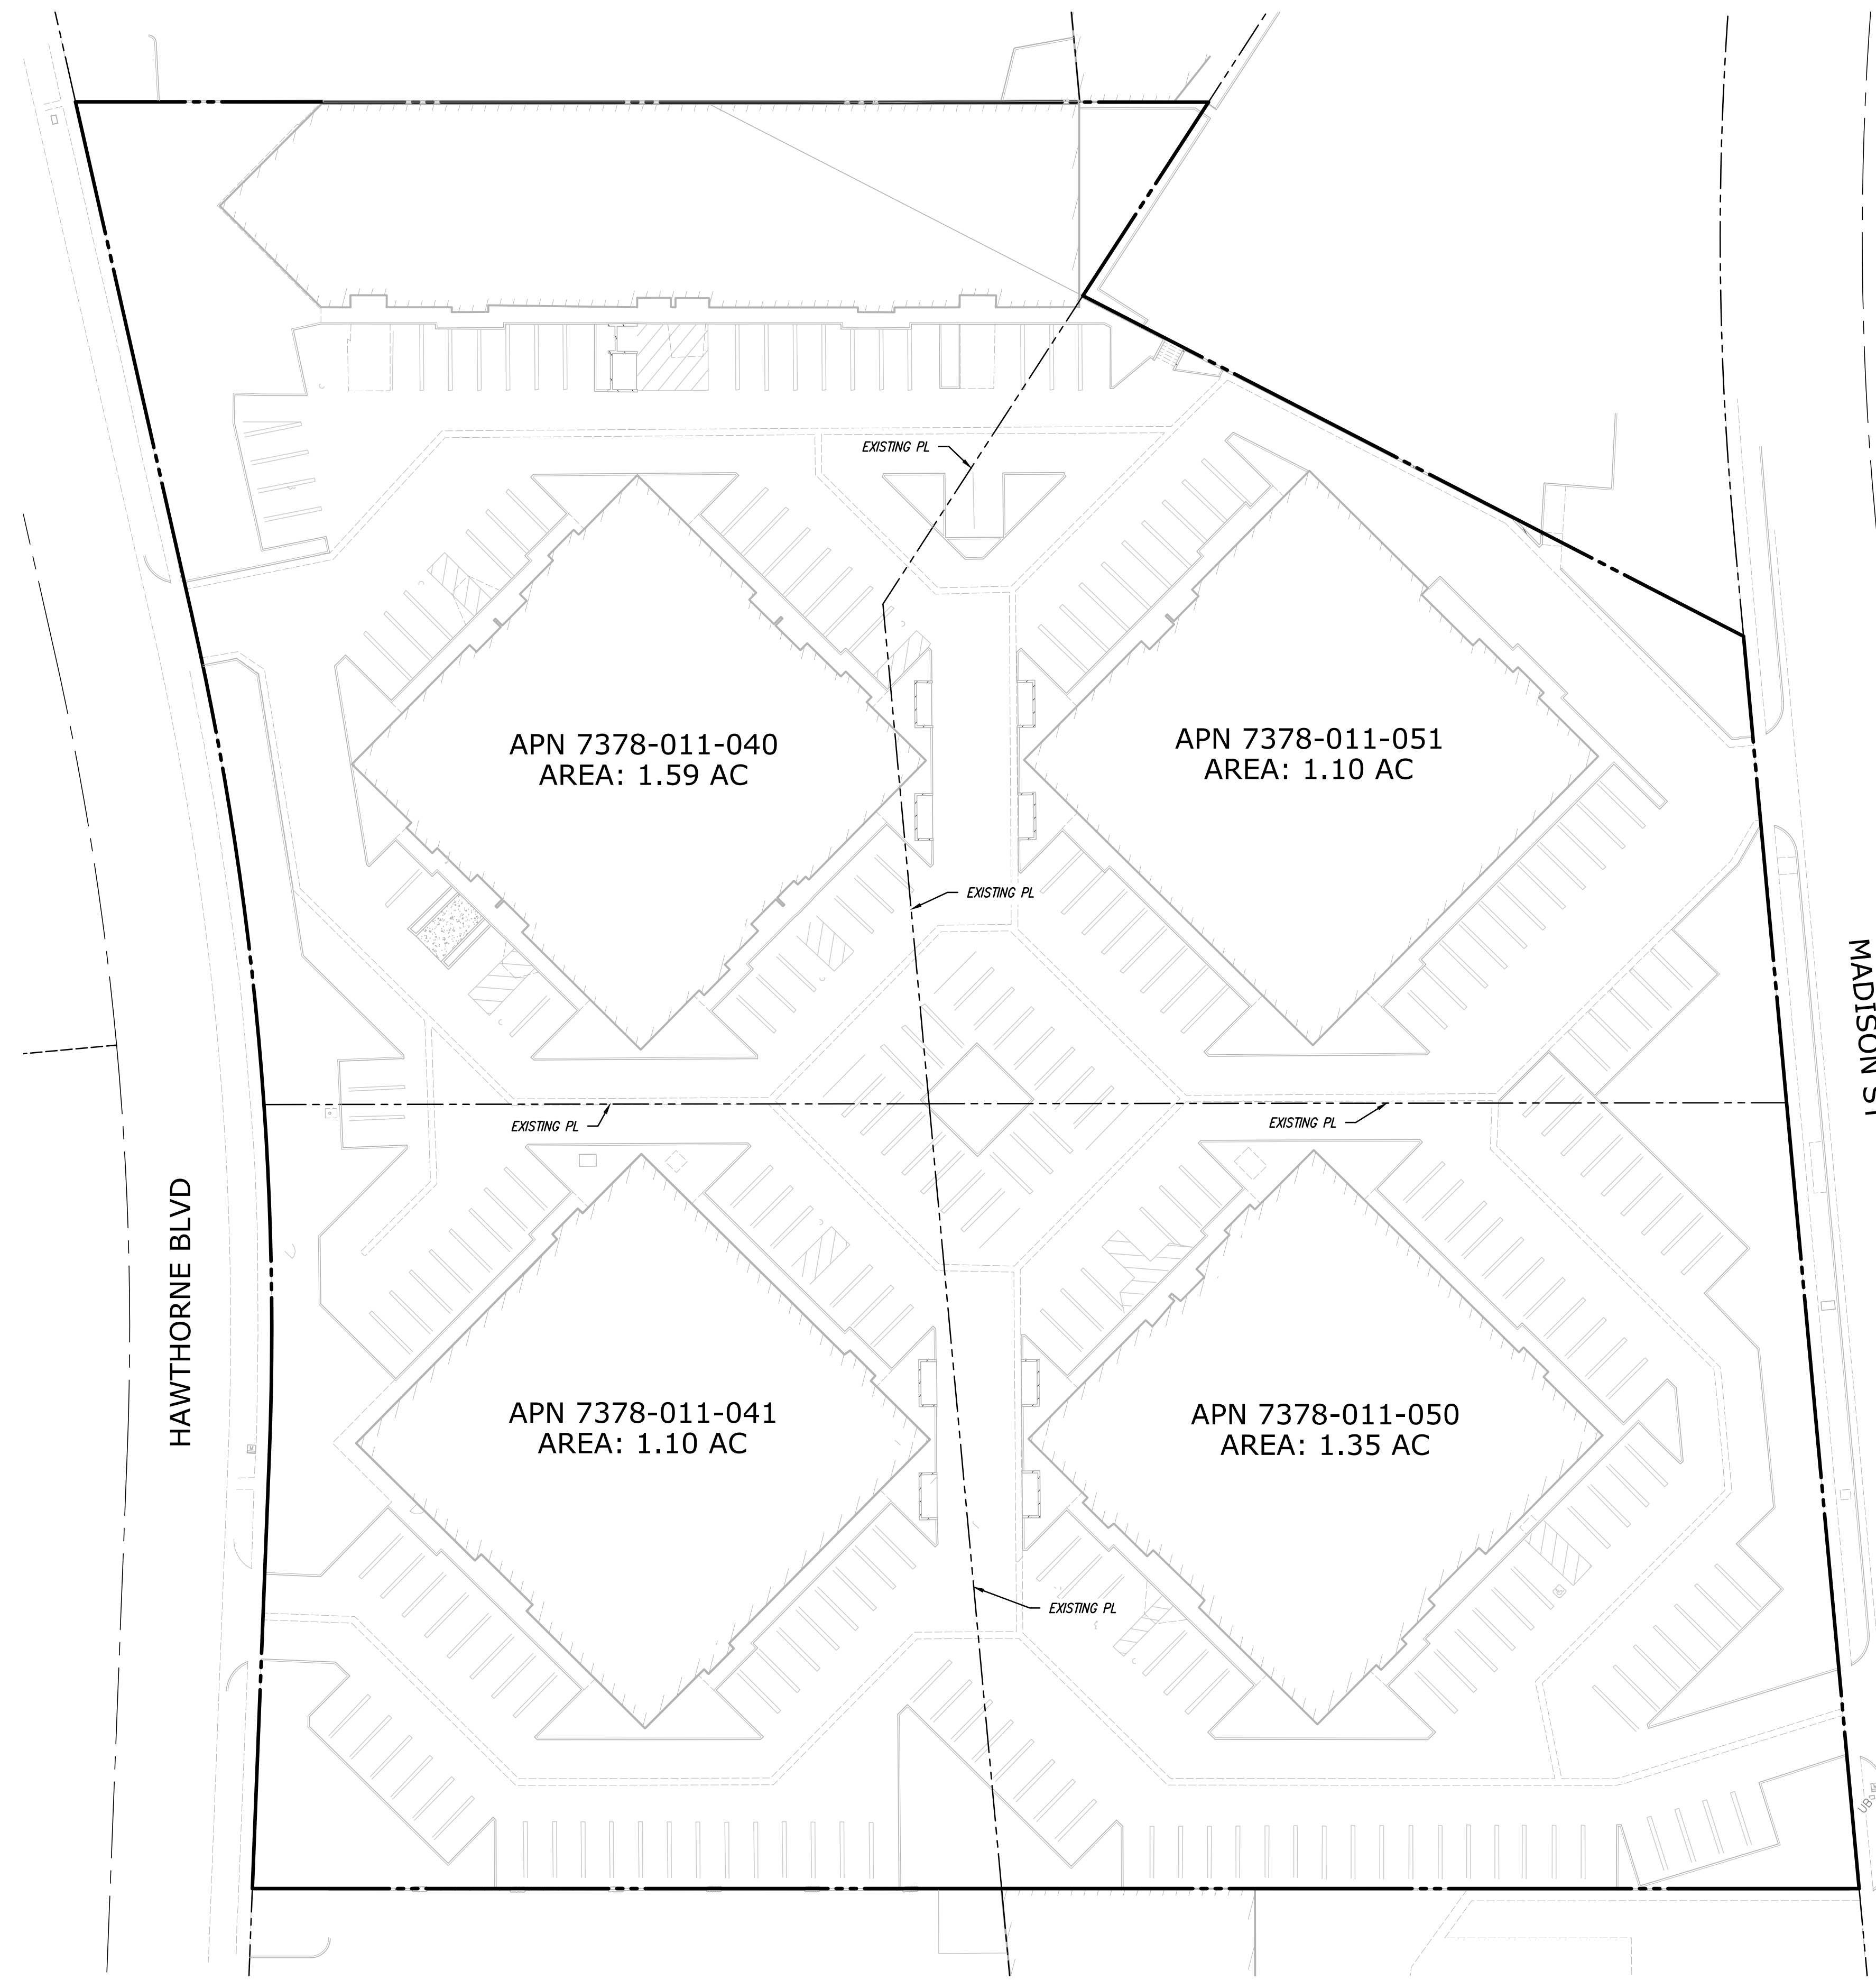 EXISTING PL
APN 7378-011-040
AREA: 1.59 AC
APN 7378-011-051
AREA: 1.10 AC
EXISTING PL
MADISON ST
EXISTING PL
EXISTING PL
HAWTHORNE BLVD
APN 7378-011-041
AREA: 1.10 AC
APN 7378-011-050
AREA: 1.35 AC
EXISTING PL
UB